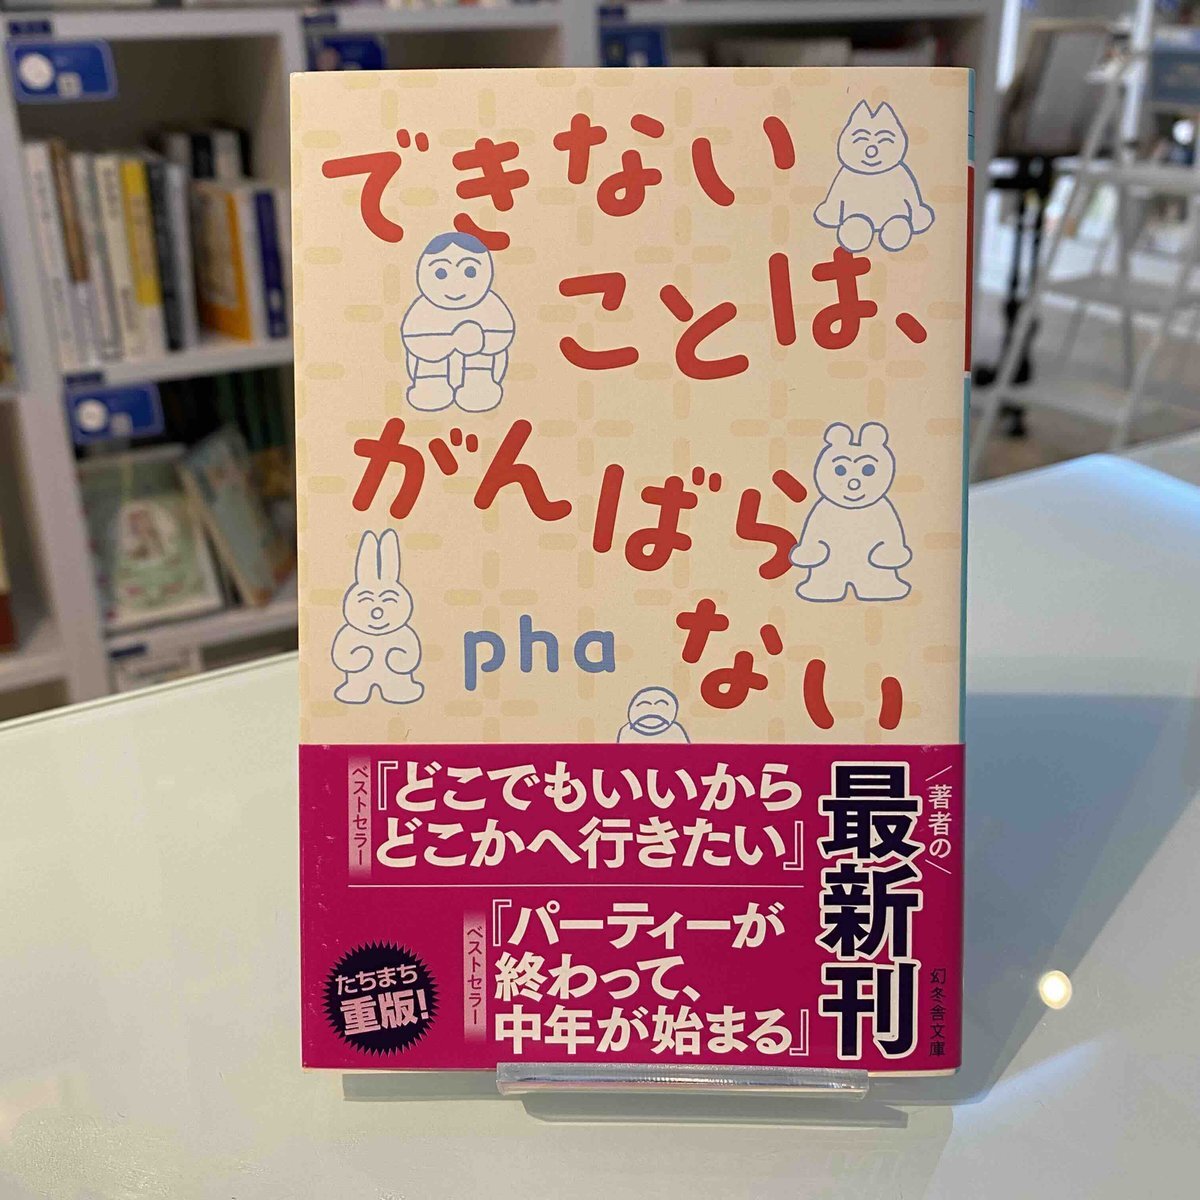 できない
ことは、
がんばら
ない
pha
＼著者の／
最新刊
ベストセラー
『どこでもいいから
どこかへ行きたい』
ベストセラー
『パーティーが
終わって、
中年が始まる』
たちまち
重版!
幻冬舎文庫